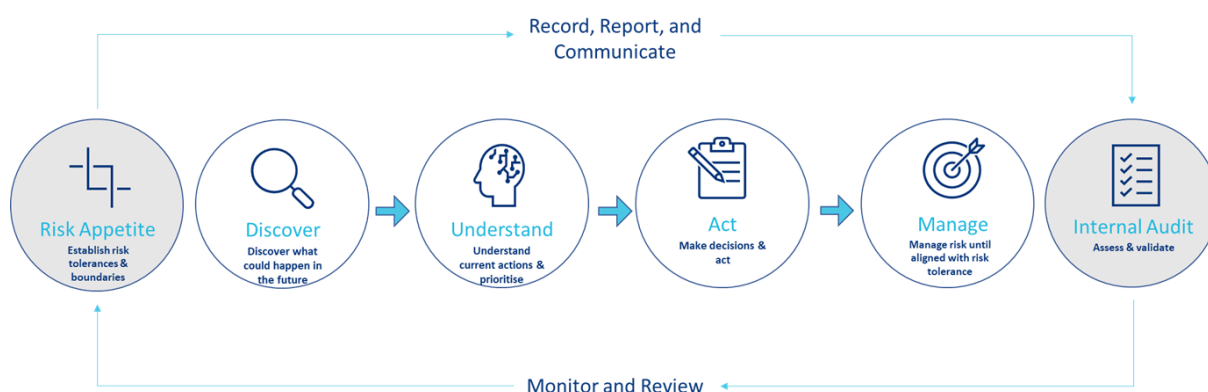 Record, Report, and
Communicate
Risk Appetite
Establish risk
tolerances &
boundaries
Discover
Discover what
could happen in
the future
Understand
Understand
current actions &
prioritise
Act
Make decisions &
act
Manage
Manage risk until
aligned with risk
tolerance
Internal Audit
Assess & validate
Monitor and Review